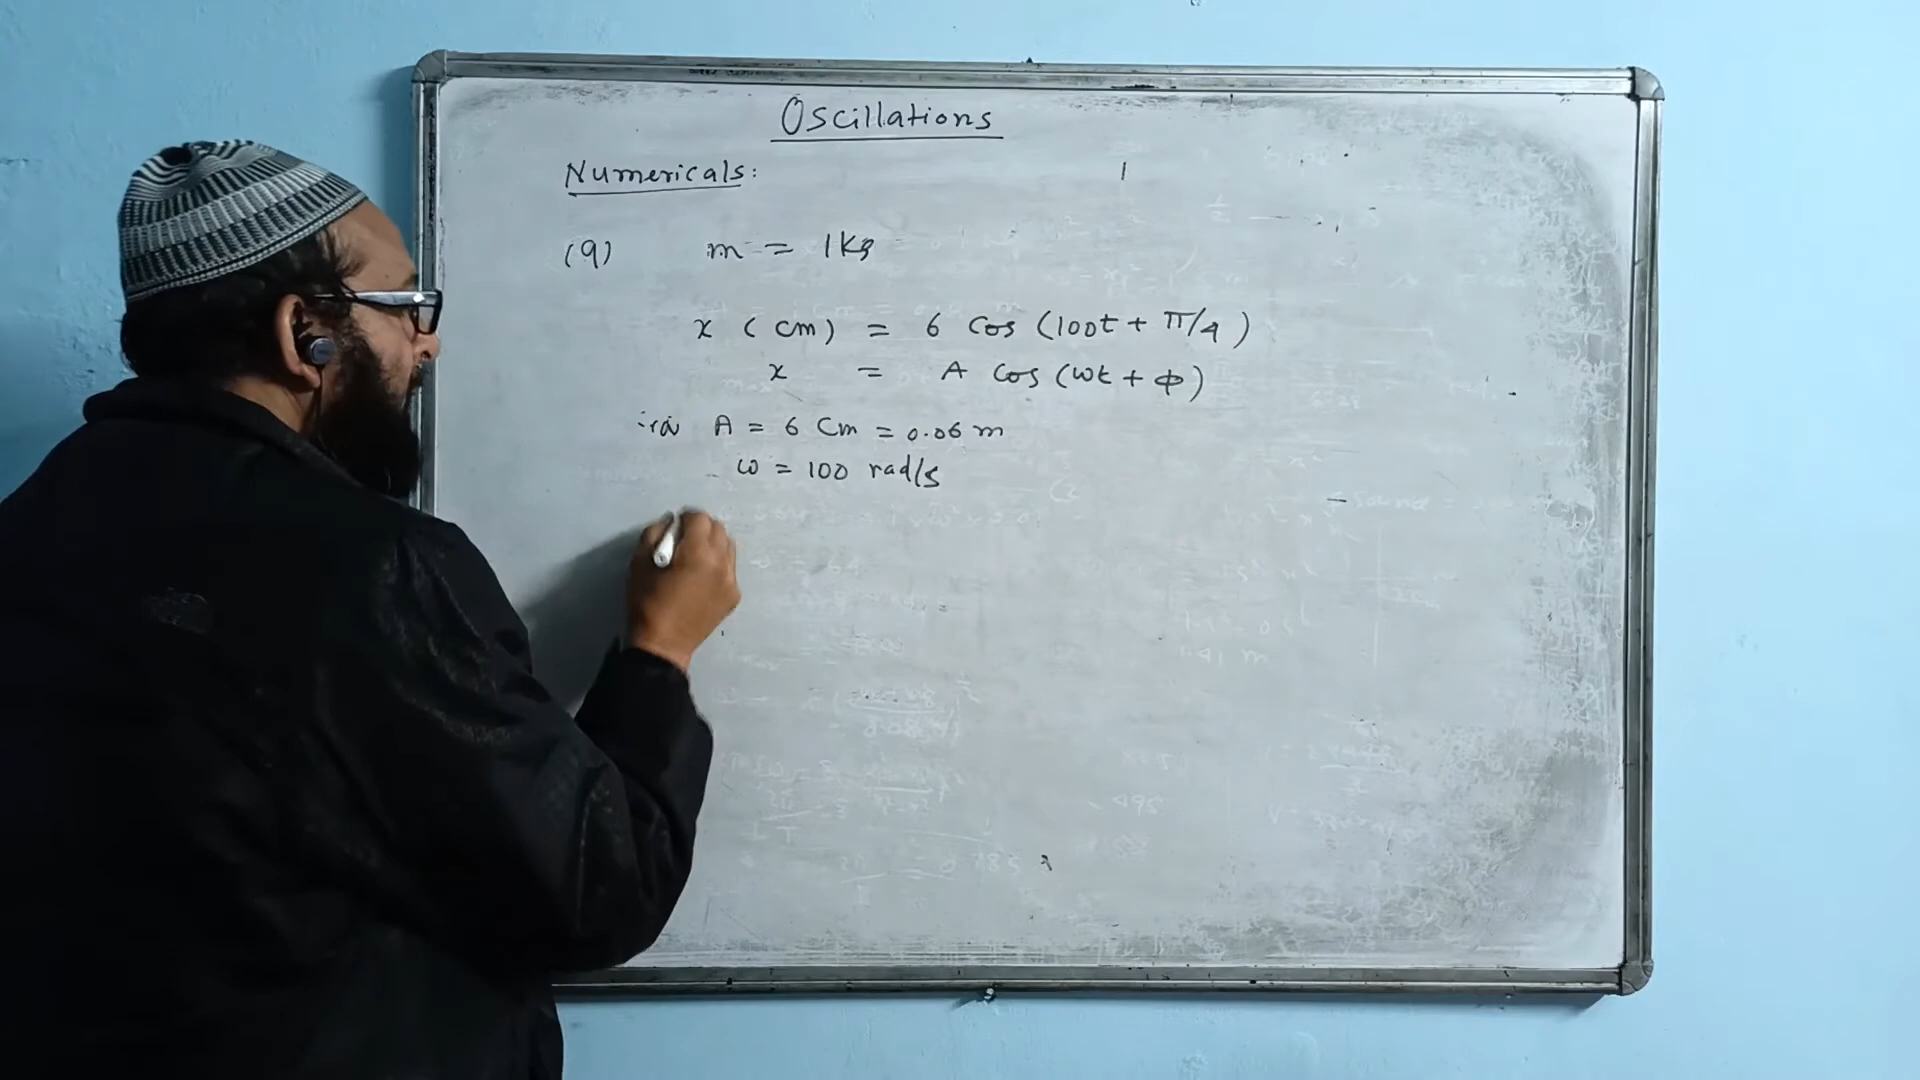 Oscillations
Numericals:
(9) m = 1kg
x (cm) = 6 cos (100t + π/4)
x = A cos (ωt + φ)
A = 6 cm = 0.06 m
ω = 100 rad/s